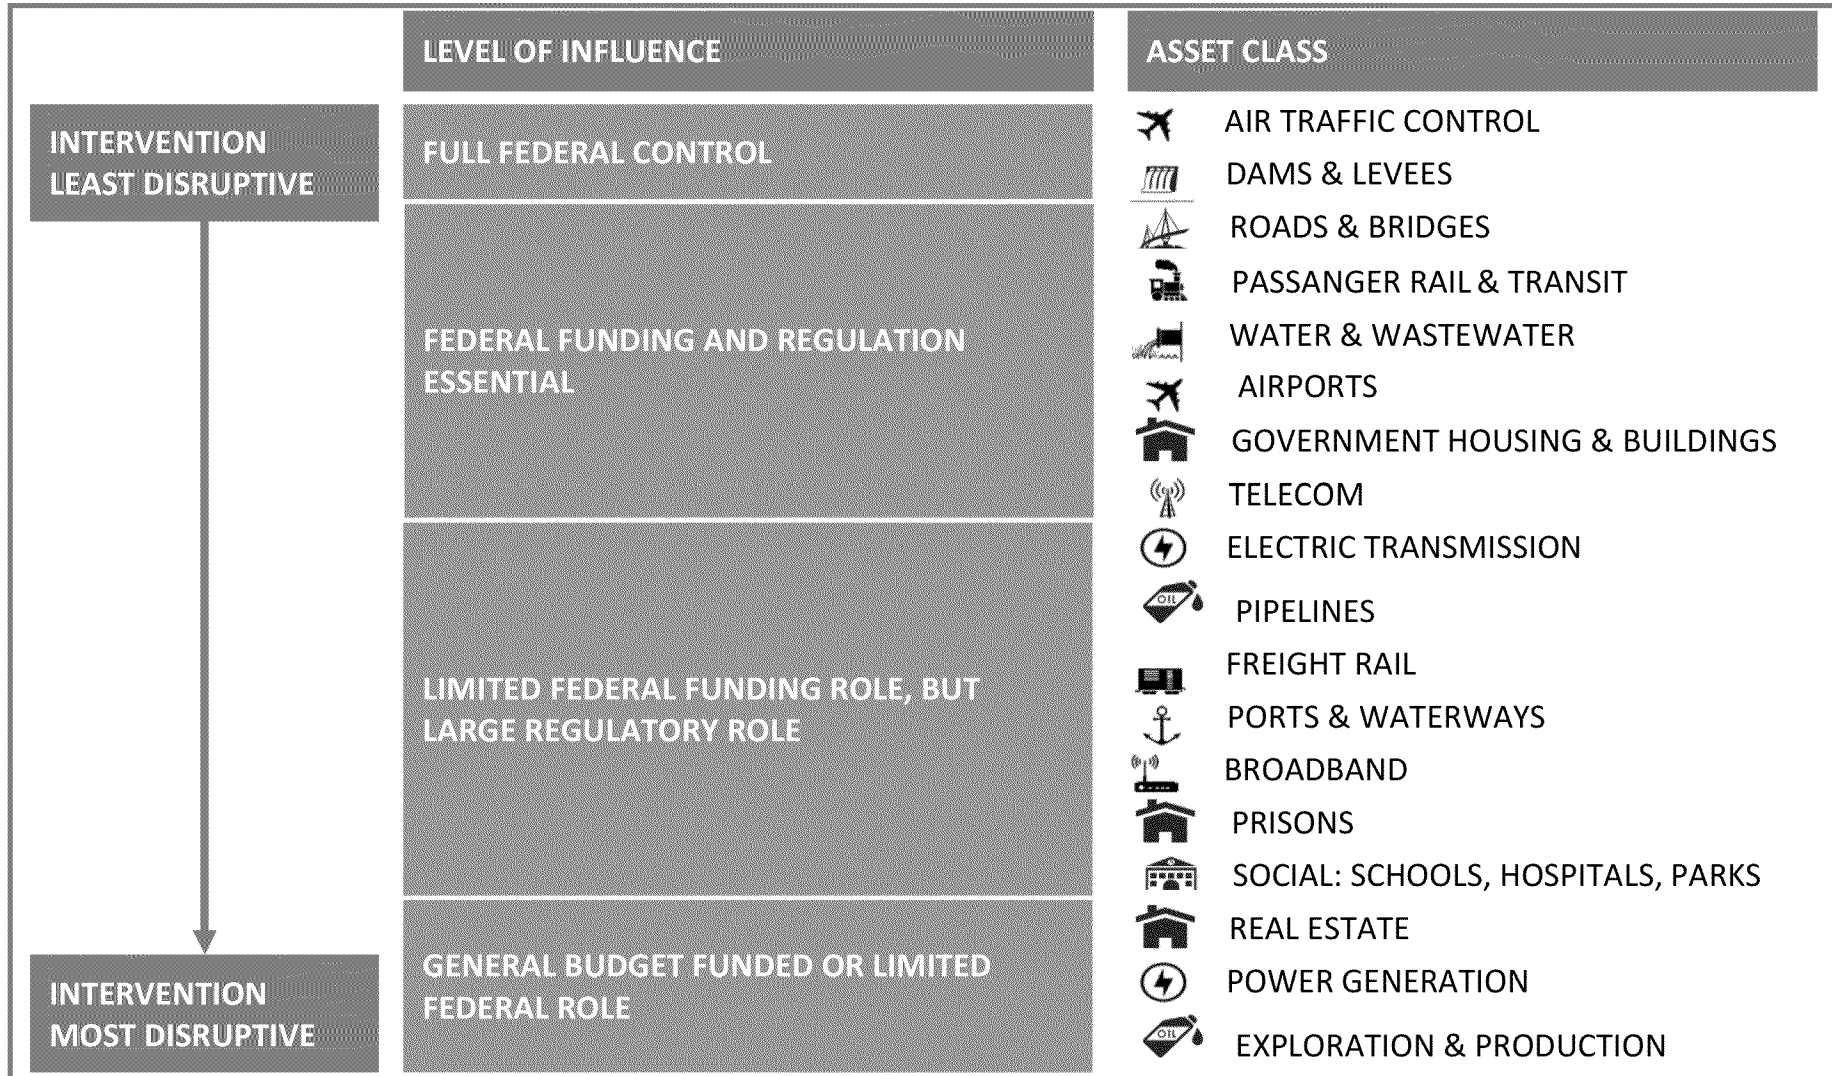 LEVEL OF INFLUENCE
ASSET CLASS
INTERVENTION
LEAST DISRUPTIVE
FULL FEDERAL CONTROL
FEDERAL FUNDING AND REGULATION
ESSENTIAL
LIMITED FEDERAL FUNDING ROLE, BUT
LARGE REGULATORY ROLE
GENERAL BUDGET FUNDED OR LIMITED
FEDERAL ROLE
INTERVENTION
MOST DISRUPTIVE
AIR TRAFFIC CONTROL
DAMS & LEVEES
ROADS & BRIDGES
PASSANGER RAIL & TRANSIT
WATER & WASTEWATER
AIRPORTS
GOVERNMENT HOUSING & BUILDINGS
TELECOM
ELECTRIC TRANSMISSION
OIL
PIPELINES
FREIGHT RAIL
PORTS & WATERWAYS
BROADBAND
PRISONS
SOCIAL: SCHOOLS, HOSPITALS, PARKS
REAL ESTATE
POWER GENERATION
OIL
EXPLORATION & PRODUCTION